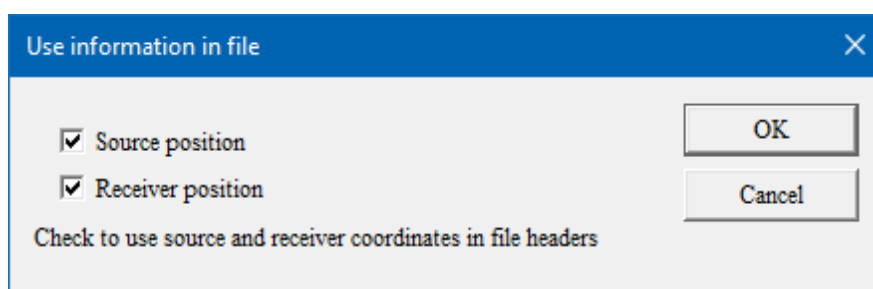 Use information in file
Source position
OK
Receiver position
Cancel
Check to use source and receiver coordinates in file headers